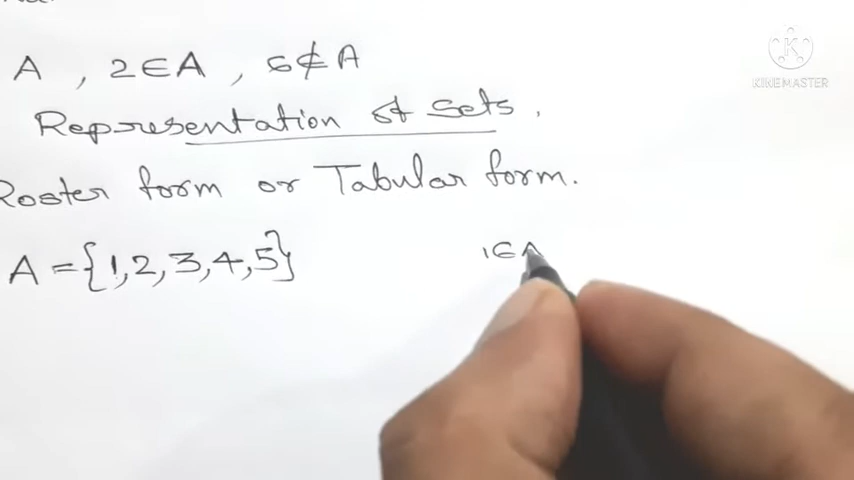 A , 2∈A , 6∉A
Representation of Sets.
Roster form or Tabular form.
A = {1,2,3,4,5}
1∈A
KINEMASTER